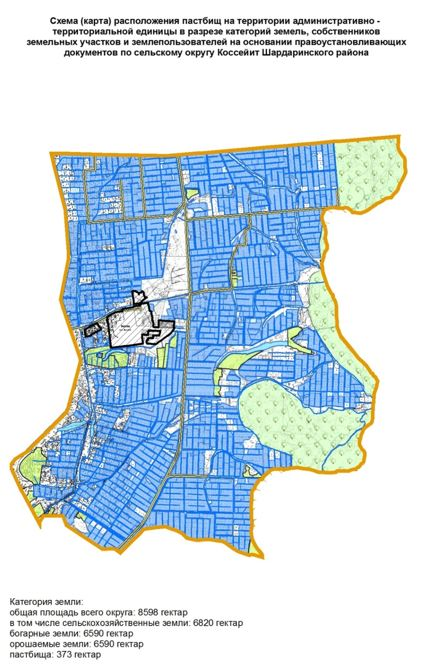 Схема (карта) расположения пастбищ на территории административно -
территориальной единицы в разрезе категорий земель, собственников
земельных участков и землепользователей на основании правоустановливающих
документов по сельскому округу Коссейит Шардаринского района
Категория земли:
общая площадь всего округа: 8598 гектар
в том числе сельскохозяйственные земли: 6820 гектар
богарные земли: 6590 гектар
орошаемые земли: 6590 гектар
пастбища: 373 гектар